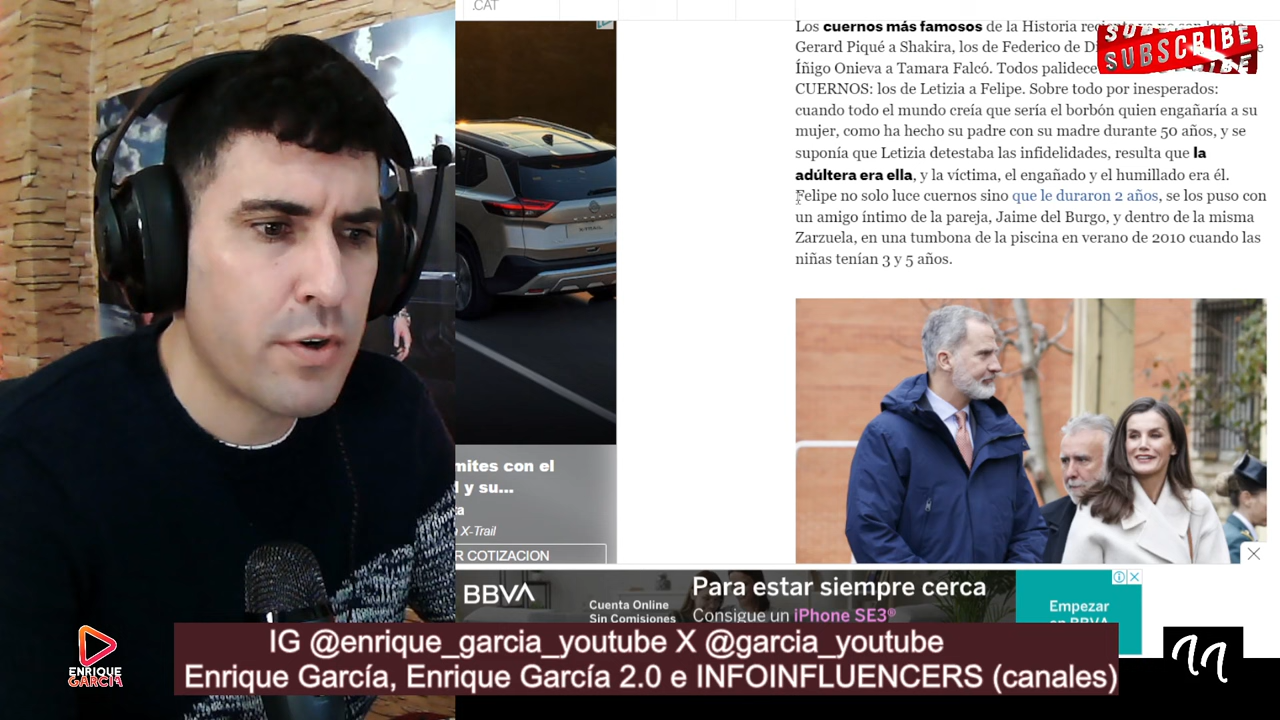 .CAT
Los cuernos más famosos de la Historia
Gerard Piqué a Shakira, los de Federico de
Íñigo Onieva a Tamara Falcó. Todos palidece
CUERNOS: los de Letizia a Felipe. Sobre todo por inesperados:
cuando todo el mundo creía que sería el borbón quien engañaría a su
mujer, como ha hecho su padre con su madre durante 50 años, y se
suponía que Letizia detestaba las infidelidades, resulta que la
adúltera era ella, y la víctima, el engañado y el humillado era él.
Felipe no solo luce cuernos sino que le duraron 2 años, se los puso con
un amigo íntimo de la pareja, Jaime del Burgo, y dentro de la misma
Zarzuela, en una tumbona de la piscina en verano de 2010 cuando las
niñas tenían 3 y 5 años.
SUBSCRIBE
mites con el
l y su...
ta
X-Trail
R COTIZACION
BBVA
Cuenta Online
Sin Comisiones
Para estar siempre cerca
Consigue un iPhone SE3®
Empezar
en BBVA
IG @enrique_garcia_youtube X @garcia_youtube
Enrique García, Enrique García 2.0 e INFOINFLUENCERS (canales)
ENRIQUE
GARCÍA